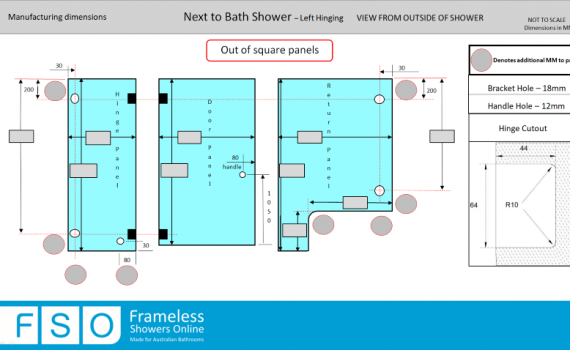 Manufacturing dimensions
Next to Bath Shower – Left Hinging
VIEW FROM OUTSIDE OF SHOWER
NOT TO SCALE
Dimensions in MM
Out of square panels
30
200
Hinge Panel
Door Panel
80
handle
1050
Return Panel
30
200
30
80
Denotes additional MM to
Bracket Hole – 18mm
Handle Hole – 12mm
Hinge Cutout
44
64
R10
FSO
Frameless
Showers Online
Made for Australian Bathrooms